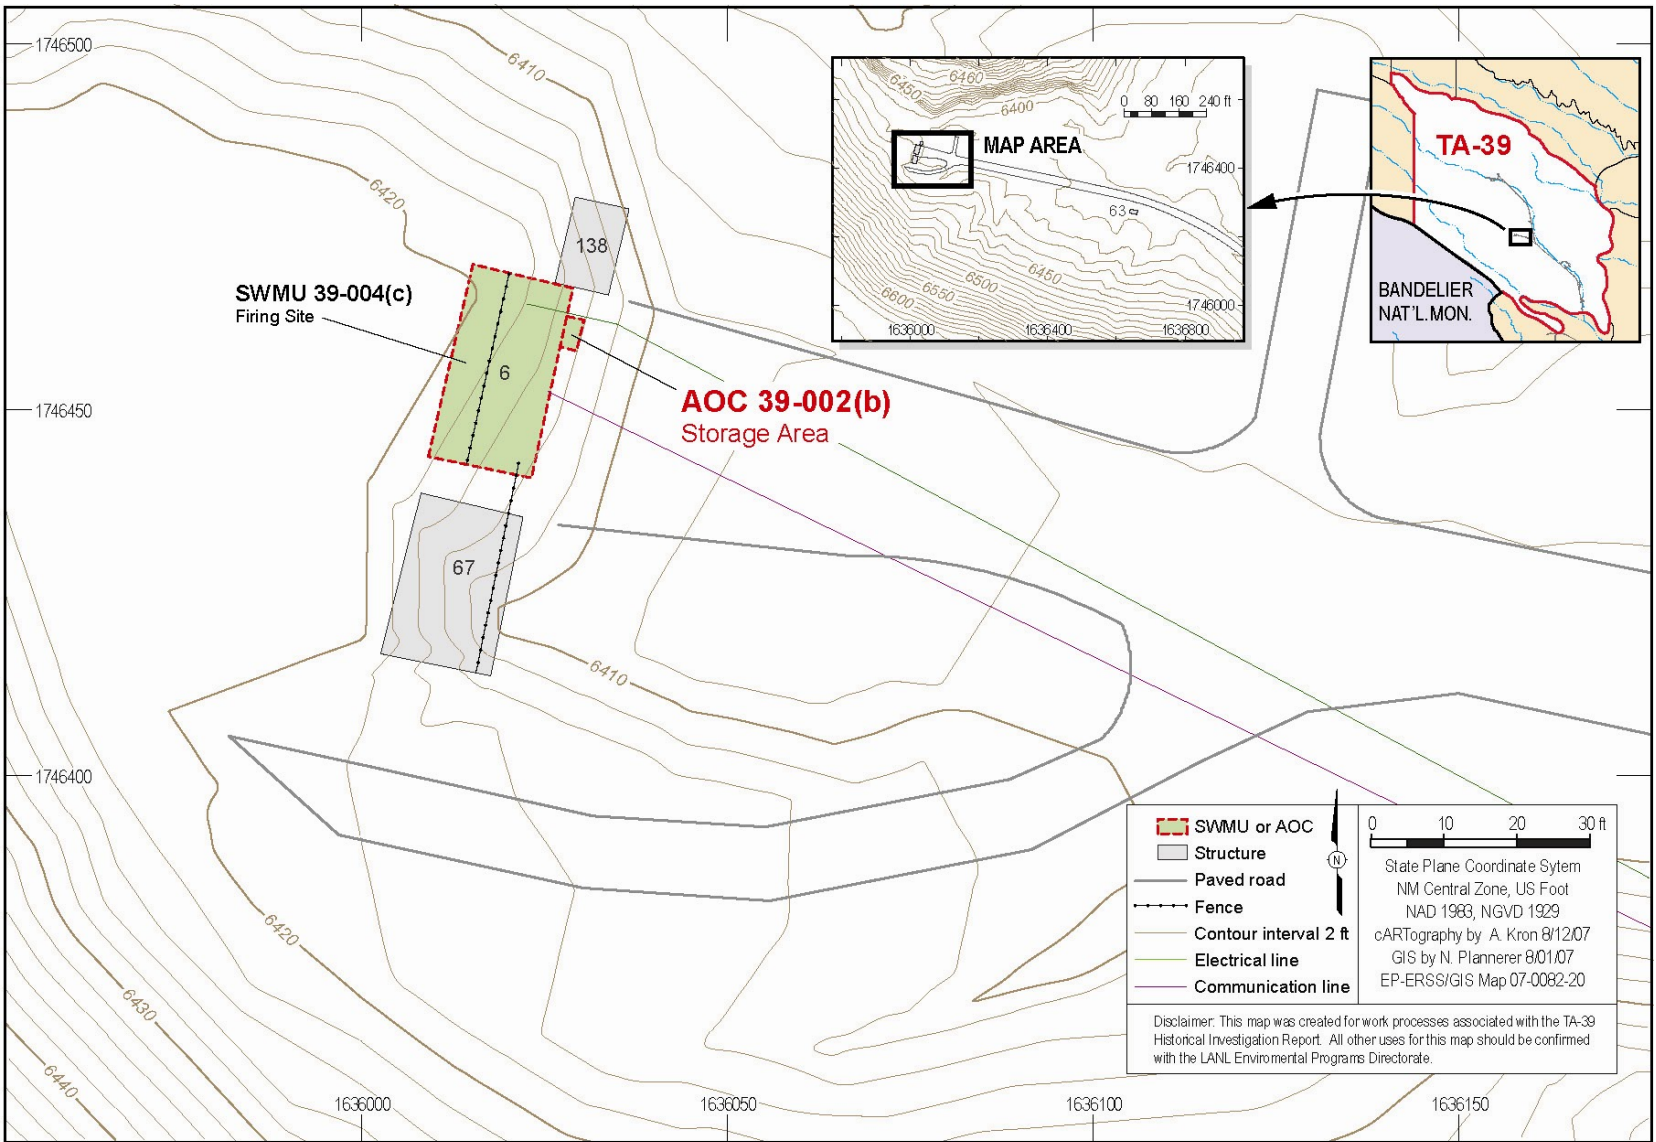 1746500
6410
6420
138
SWMU 39-004(c)
Firing Site
6
1746450
AOC 39-002(b)
Storage Area
67
6410
1746400
6420
6430
6440
1636000
1636050
1636100
1636150
6450
6460
6400
0 80 160 240 ft
MAP AREA
1746400
63
6450
6500
6550
6600
1746000
1636000
1636400
1636800
TA-39
BANDELIER
NAT'L.MON.
SWMU or AOC
Structure
Paved road
Fence
Contour interval 2 ft
Electrical line
Communication line
N
0 10 20 30 ft
State Plane Coordinate Sytem
NM Central Zone, US Foot
NAD 1983, NGVD 1929
cARTography by A. Kron 8/12/07
GIS by N. Plannerer 8/01/07
EP-ERSS/GIS Map 07-0082-20
Disclaimer: This map was created for work processes associated with the TA-39
Historical Investigation Report. All other uses for this map should be confirmed
with the LANL Enviromental Programs Directorate.